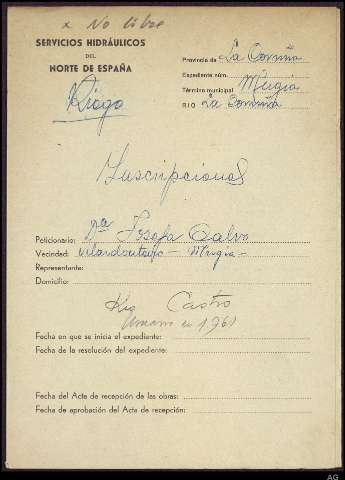 x No libre
SERVICIOS HIDRÁULICOS
DEL
NORTE DE ESPAÑA
Riego
Provincia de La Coruña
Expediente núm.
Término municipal Mugia
RIO La Coruña
Inscripciones
Peticionario: Dª Josefa Calvo
Vecindad: - Mugia -
Representante:
Domicilio:
Rio Castro
en 1961
Fecha en que se inicia el expediente:
Fecha de la resolución del expediente:
Fecha del Acta de recepción de las obras:
Fecha de aprobación del Acta de recepción:
AG